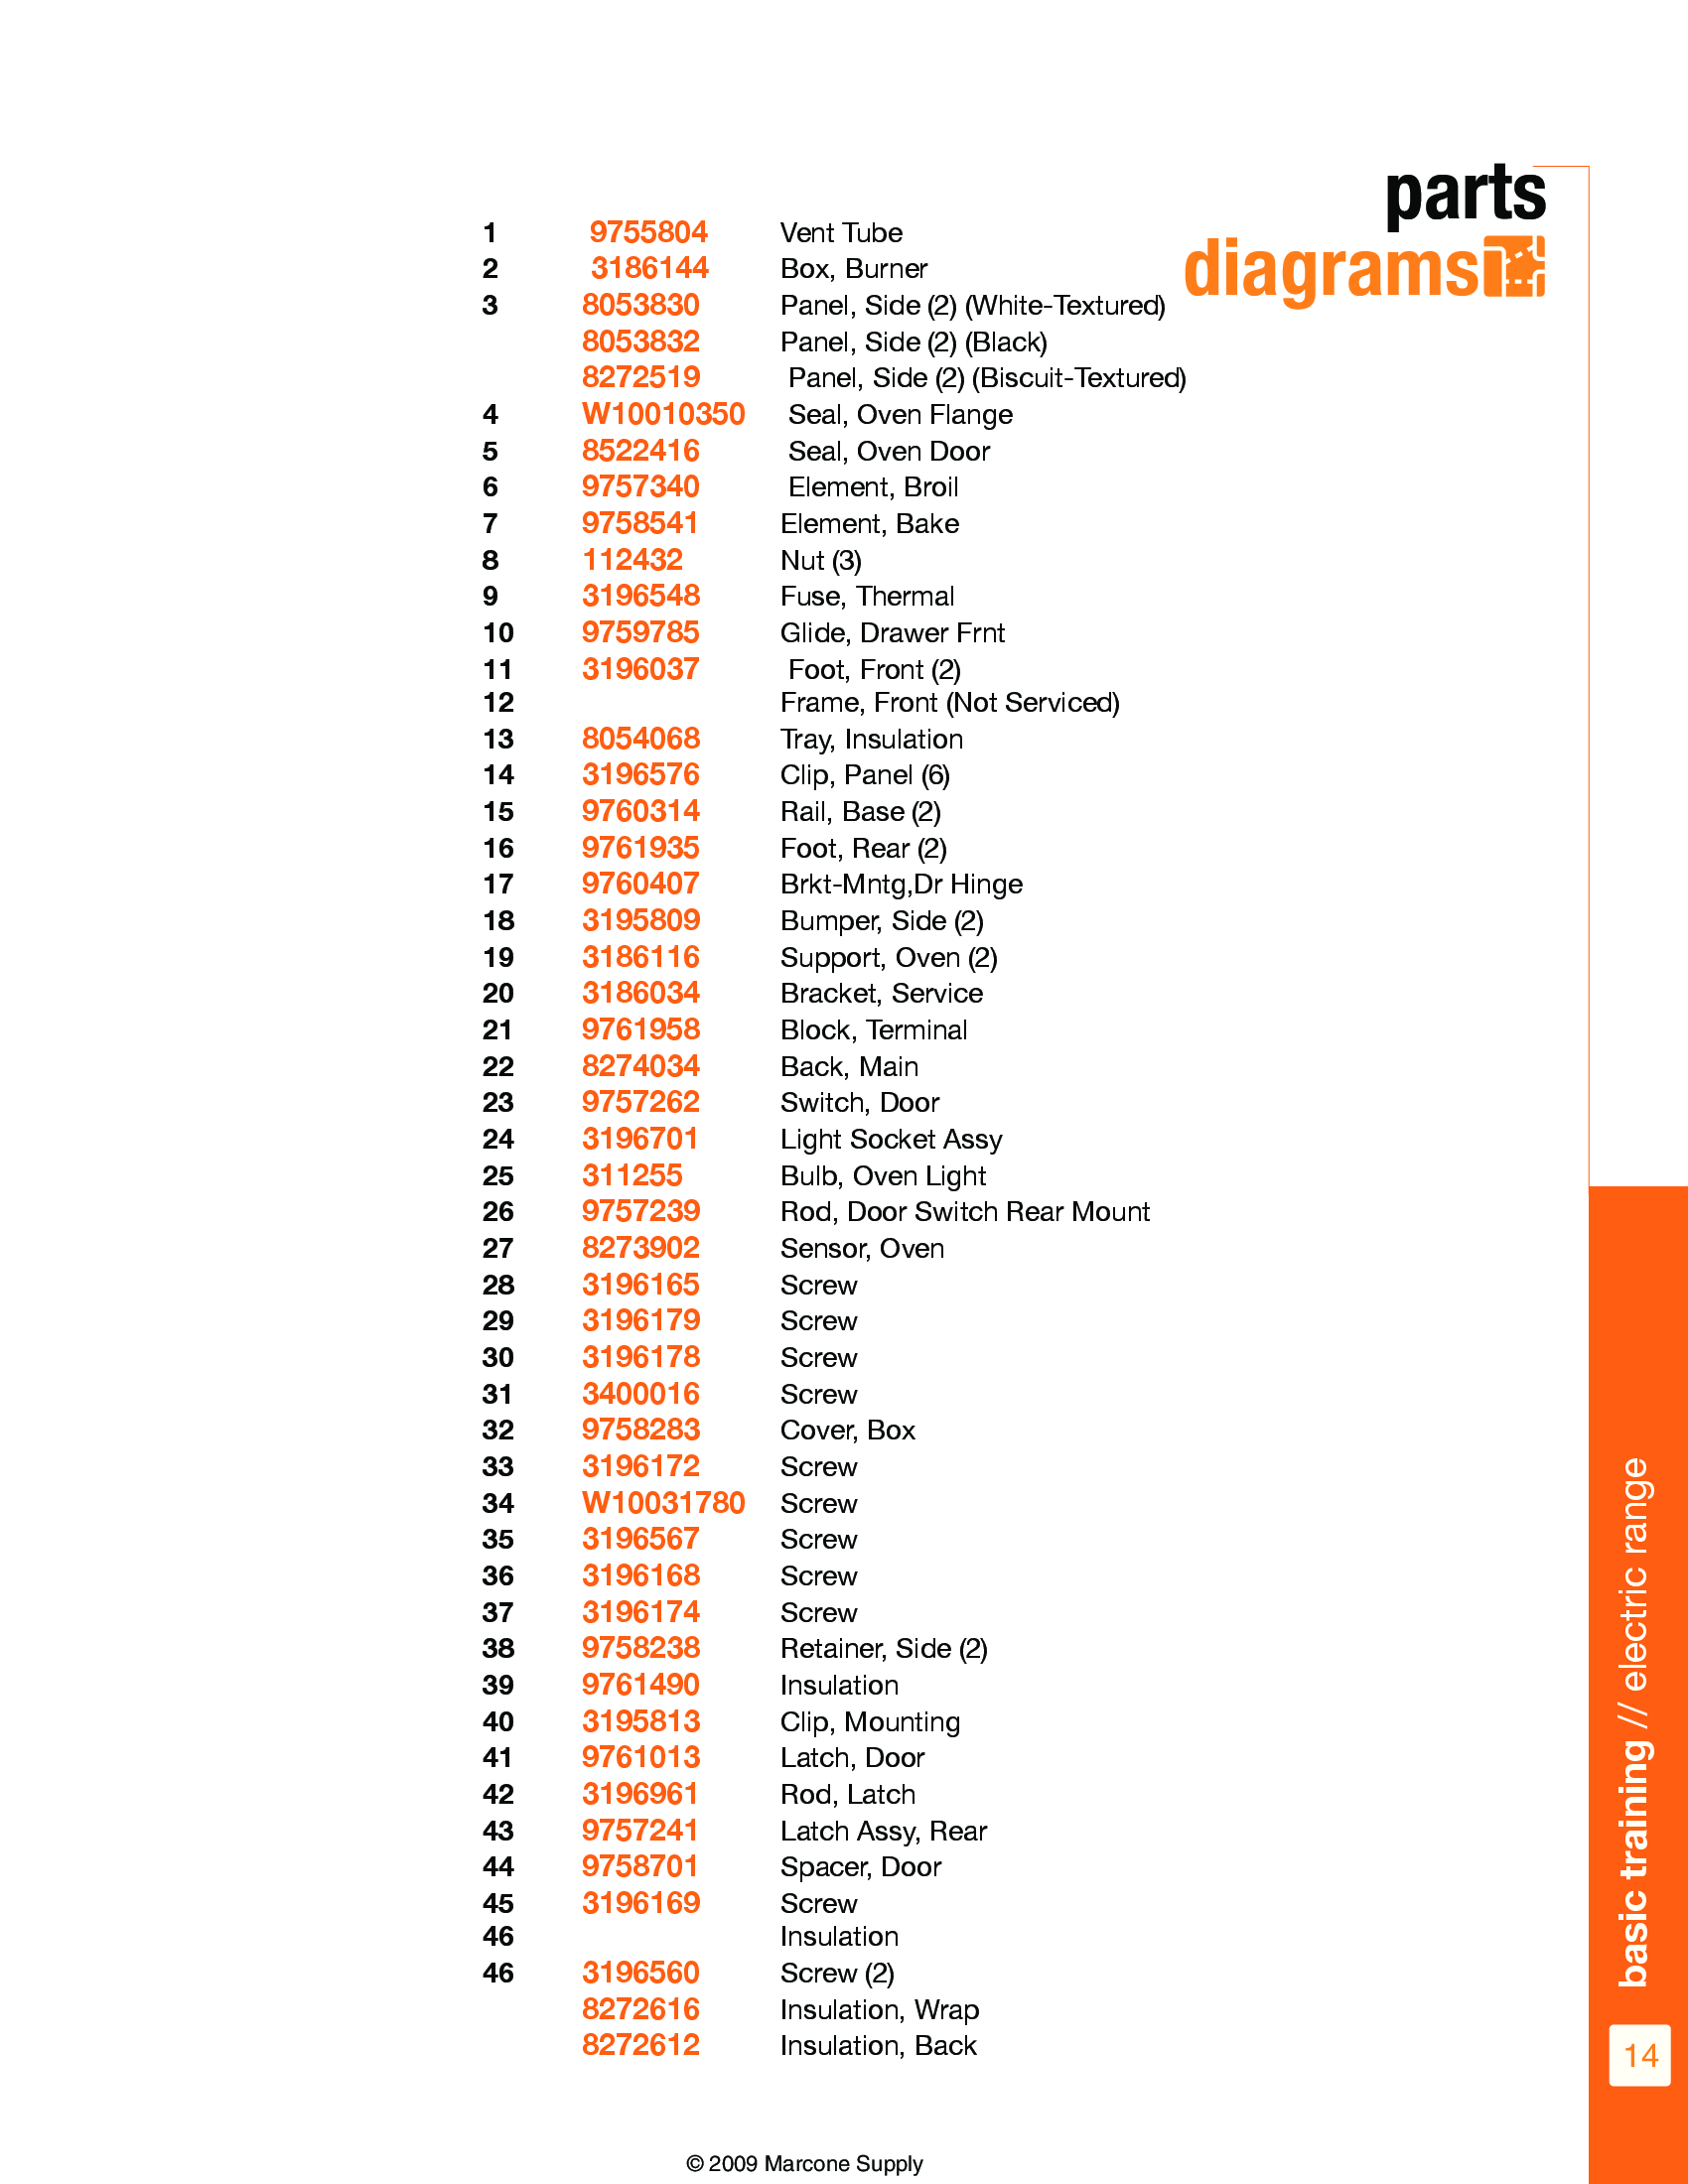 parts
diagrams
1 9755804 Vent Tube
2 3186144 Box, Burner
3 8053830 Panel, Side (2) (White-Textured)
8053832 Panel, Side (2) (Black)
8272519 Panel, Side (2) (Biscuit-Textured)
4 W10010350 Seal, Oven Flange
5 8522416 Seal, Oven Door
6 9757340 Element, Broil
7 9758541 Element, Bake
8 112432 Nut (3)
9 3196548 Fuse, Thermal
10 9759785 Glide, Drawer Frnt
11 3196037 Foot, Front (2)
12 Frame, Front (Not Serviced)
13 8054068 Tray, Insulation
14 3196576 Clip, Panel (6)
15 9760314 Rail, Base (2)
16 9761935 Foot, Rear (2)
17 9760407 Brkt-Mntg,Dr Hinge
18 3195809 Bumper, Side (2)
19 3186116 Support, Oven (2)
20 3186034 Bracket, Service
21 9761958 Block, Terminal
22 8274034 Back, Main
23 9757262 Switch, Door
24 3196701 Light Socket Assy
25 311255 Bulb, Oven Light
26 9757239 Rod, Door Switch Rear Mount
27 8273902 Sensor, Oven
28 3196165 Screw
29 3196179 Screw
30 3196178 Screw
31 3400016 Screw
32 9758283 Cover, Box
33 3196172 Screw
34 W10031780 Screw
35 3196567 Screw
36 3196168 Screw
37 3196174 Screw
38 9758238 Retainer, Side (2)
39 9761490 Insulation
40 3195813 Clip, Mounting
41 9761013 Latch, Door
42 3196961 Rod, Latch
43 9757241 Latch Assy, Rear
44 9758701 Spacer, Door
45 3196169 Screw
46 Insulation
46 3196560 Screw (2)
8272616 Insulation, Wrap
8272612 Insulation, Back
basic training // electric range
14
© 2009 Marcone Supply